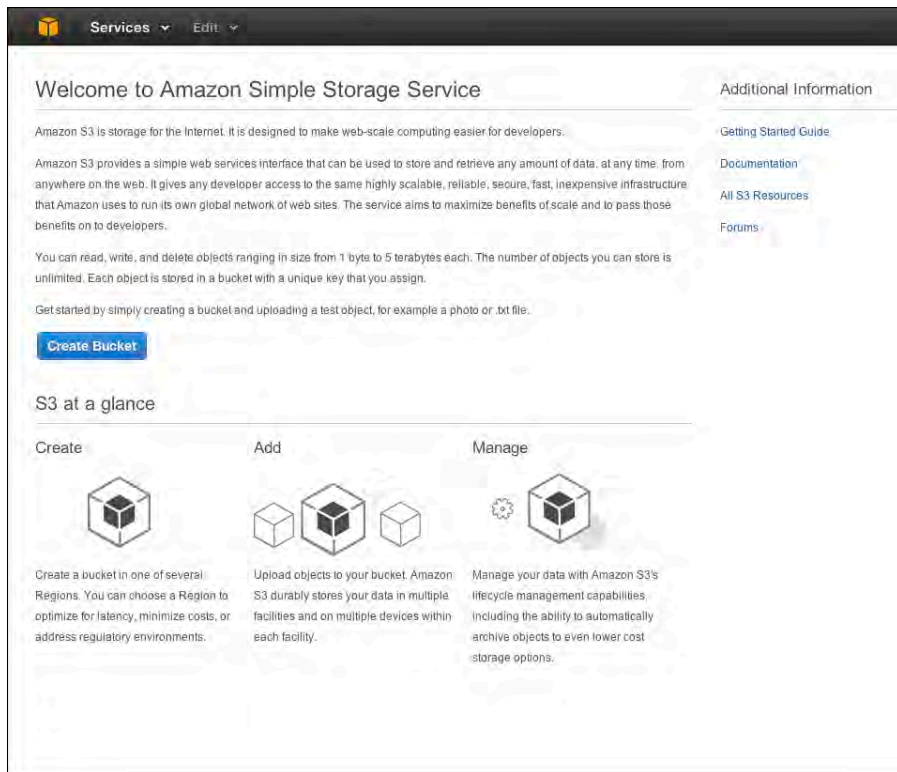 Services Edit
Welcome to Amazon Simple Storage Service
Amazon S3 is storage for the Internet. It is designed to make web-scale computing easier for developers.
Amazon S3 provides a simple web services interface that can be used to store and retrieve any amount of data, at any time, from
anywhere on the web. It gives any developer access to the same highly scalable, reliable, secure, fast, inexpensive infrastructure
that Amazon uses to run its own global network of web sites. The service aims to maximize benefits of scale and to pass those
benefits on to developers.
You can read, write, and delete objects ranging in size from 1 byte to 5 terabytes each. The number of objects you can store is
unlimited. Each object is stored in a bucket with a unique key that you assign.
Get started by simply creating a bucket and uploading a test object, for example a photo or .txt file.
Create Bucket
S3 at a glance
Create
Create a bucket in one of several
Regions. You can choose a Region to
optimize for latency, minimize costs, or
address regulatory environments.
Add
Upload objects to your bucket. Amazon
S3 durably stores your data in multiple
facilities and on multiple devices within
each facility.
Manage
Manage your data with Amazon S3's
lifecycle management capabilities,
including the ability to automatically
archive objects to even lower cost
storage options.
Additional Information
Getting Started Guide
Documentation
All S3 Resources
Forums